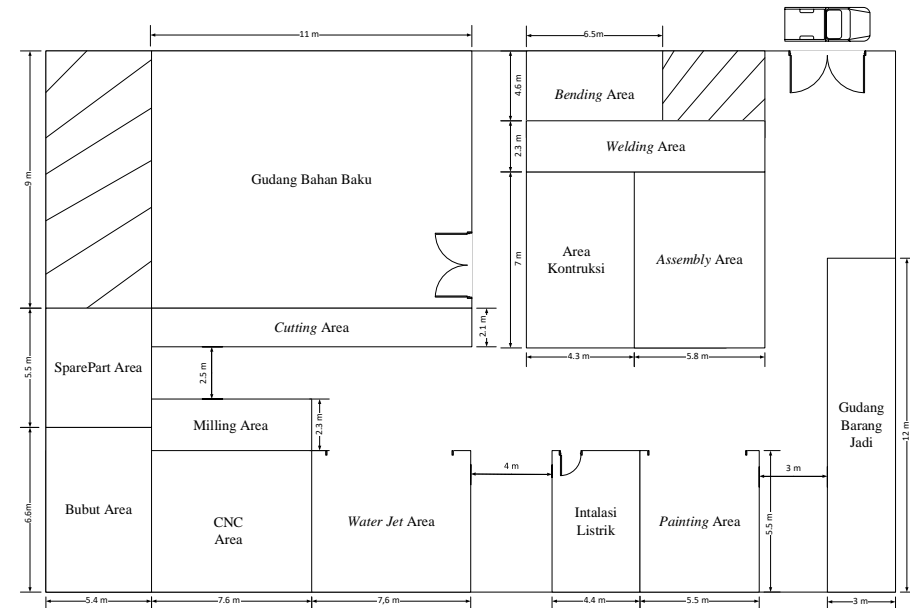 11 m
6.5m
4.6 m
Bending Area
2.3 m
Welding Area
9 m
Gudang Bahan Baku
7 m
Area
Kontruksi
Assembly Area
Cutting Area
2.1 m
5.5 m
SparePart Area
2.5 m
4.3 m
5.8 m
Milling Area
2.3 m
Gudang
Barang
Jadi
12 m
4 m
3 m
6.6m
Bubut Area
CNC
Area
Water Jet Area
Intalasi
Listrik
Painting Area
5.5 m
5.4 m
7.6 m
7,6 m
4.4 m
5.5 m
3 m